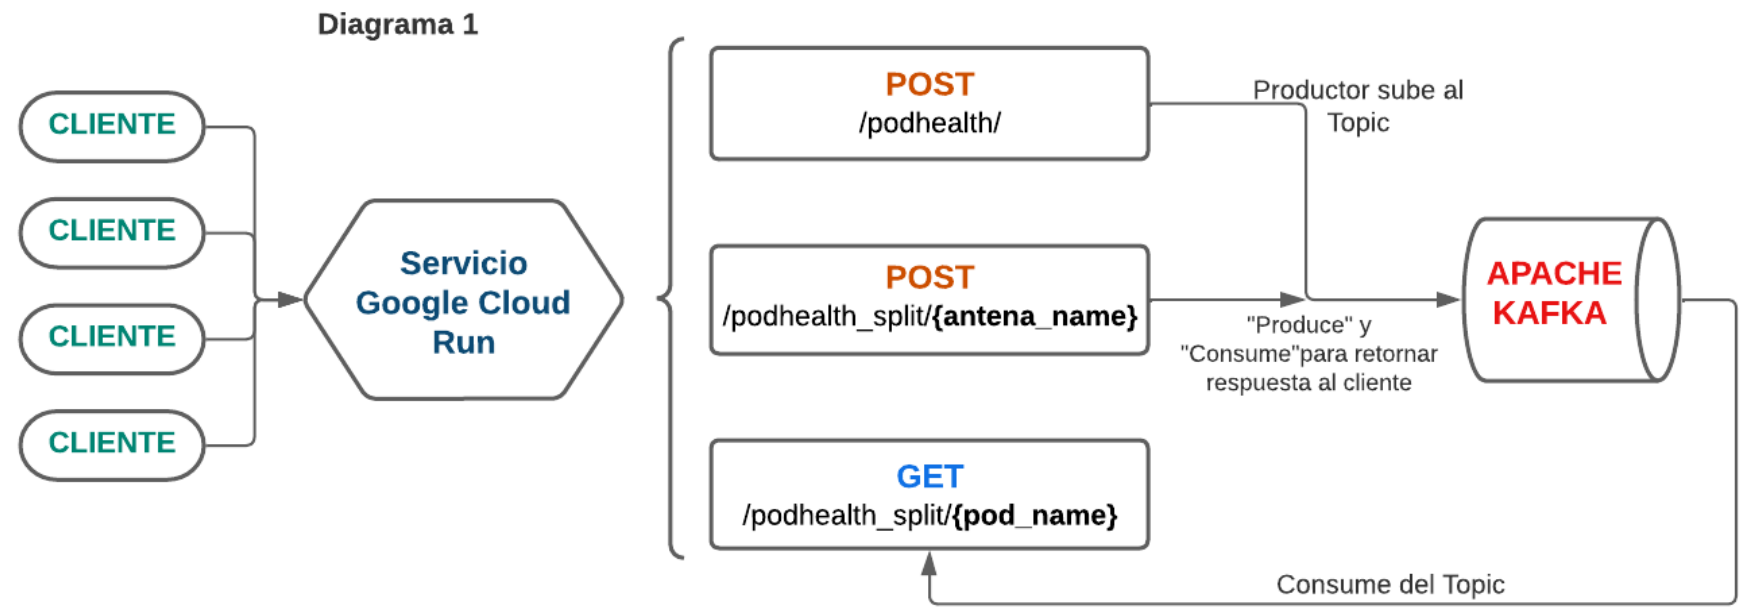 Diagrama 1
CLIENTE
CLIENTE
CLIENTE
CLIENTE
Servicio
Google Cloud
Run
POST
/podhealth/
POST
/podhealth_split/{antena_name}
GET
/podhealth_split/{pod_name}
Productor sube al
Topic
"Produce" y
"Consume"para retornar
respuesta al cliente
APACHE
KAFKA
Consume del Topic